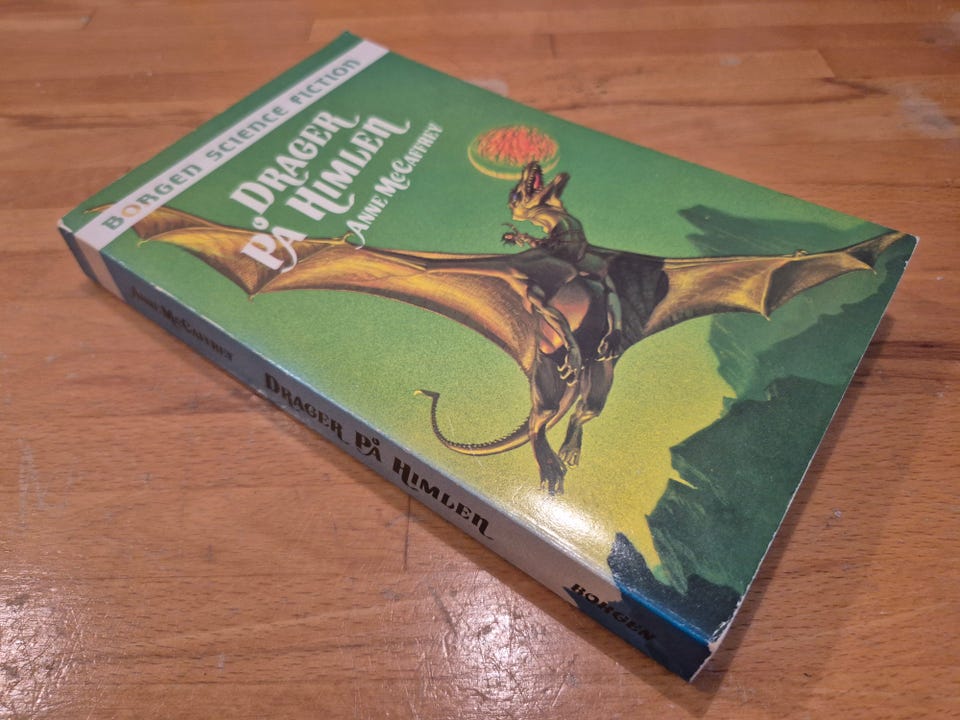 BORGEN SCIENCE FICTION
DRAGER
PÅ HIMLEN
ANNE MCCAFFREY
ANNE MCCAFFREY
DRAGER PÅ HIMLEN
BORGEN